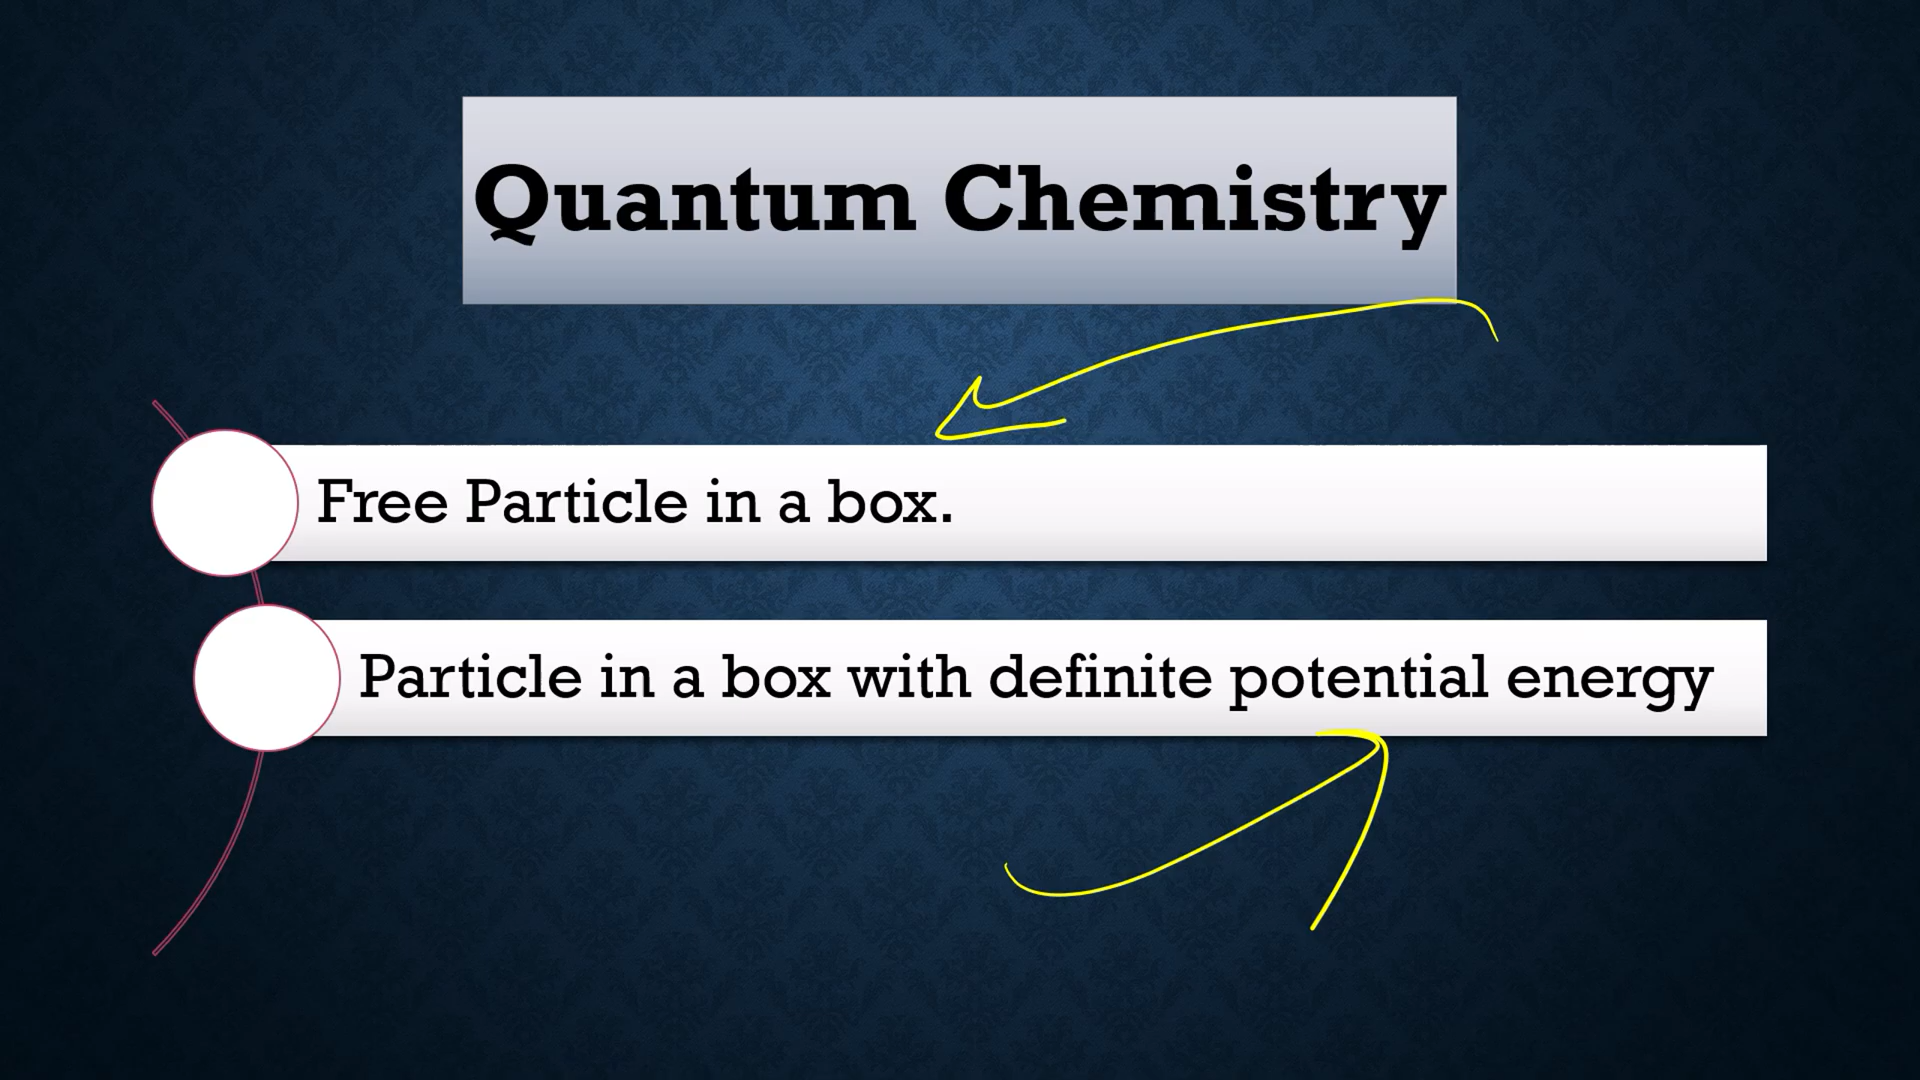 Quantum Chemistry
Free Particle in a box.
Particle in a box with definite potential energy